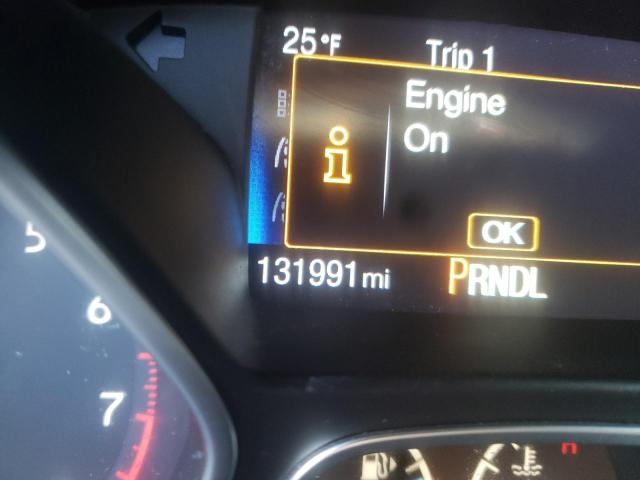 25°F Trip 1
Engine
On
i
OK
131991 mi PRNDL
5
6
7
H